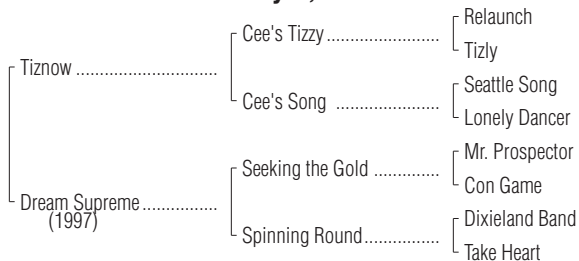 Relaunch
Cee's Tizzy
Tizly
Tiznow
Seattle Song
Cee's Song
Lonely Dancer
Mr. Prospector
Seeking the Gold
Con Game
Dream Supreme
(1997)
Dixieland Band
Spinning Round
Take Heart